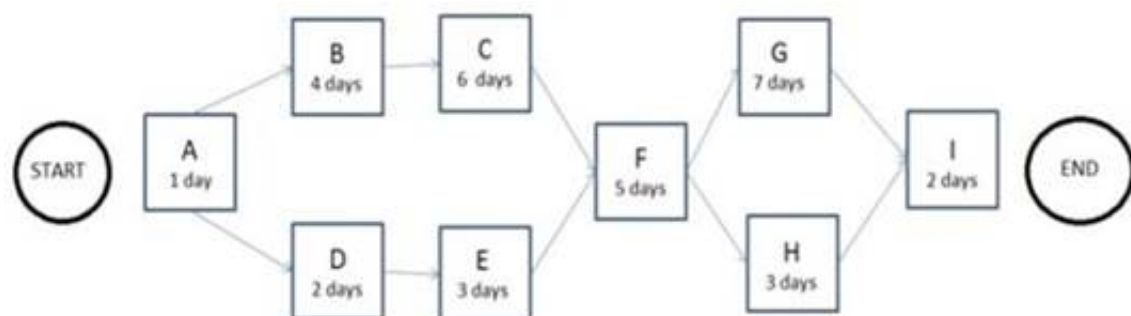 START
A
1 day
B
4 days
C
6 days
D
2 days
E
3 days
F
5 days
G
7 days
H
3 days
I
2 days
END